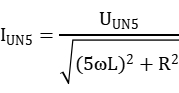 I_UN5 = U_UN5 / √((5ωL)² + R²)